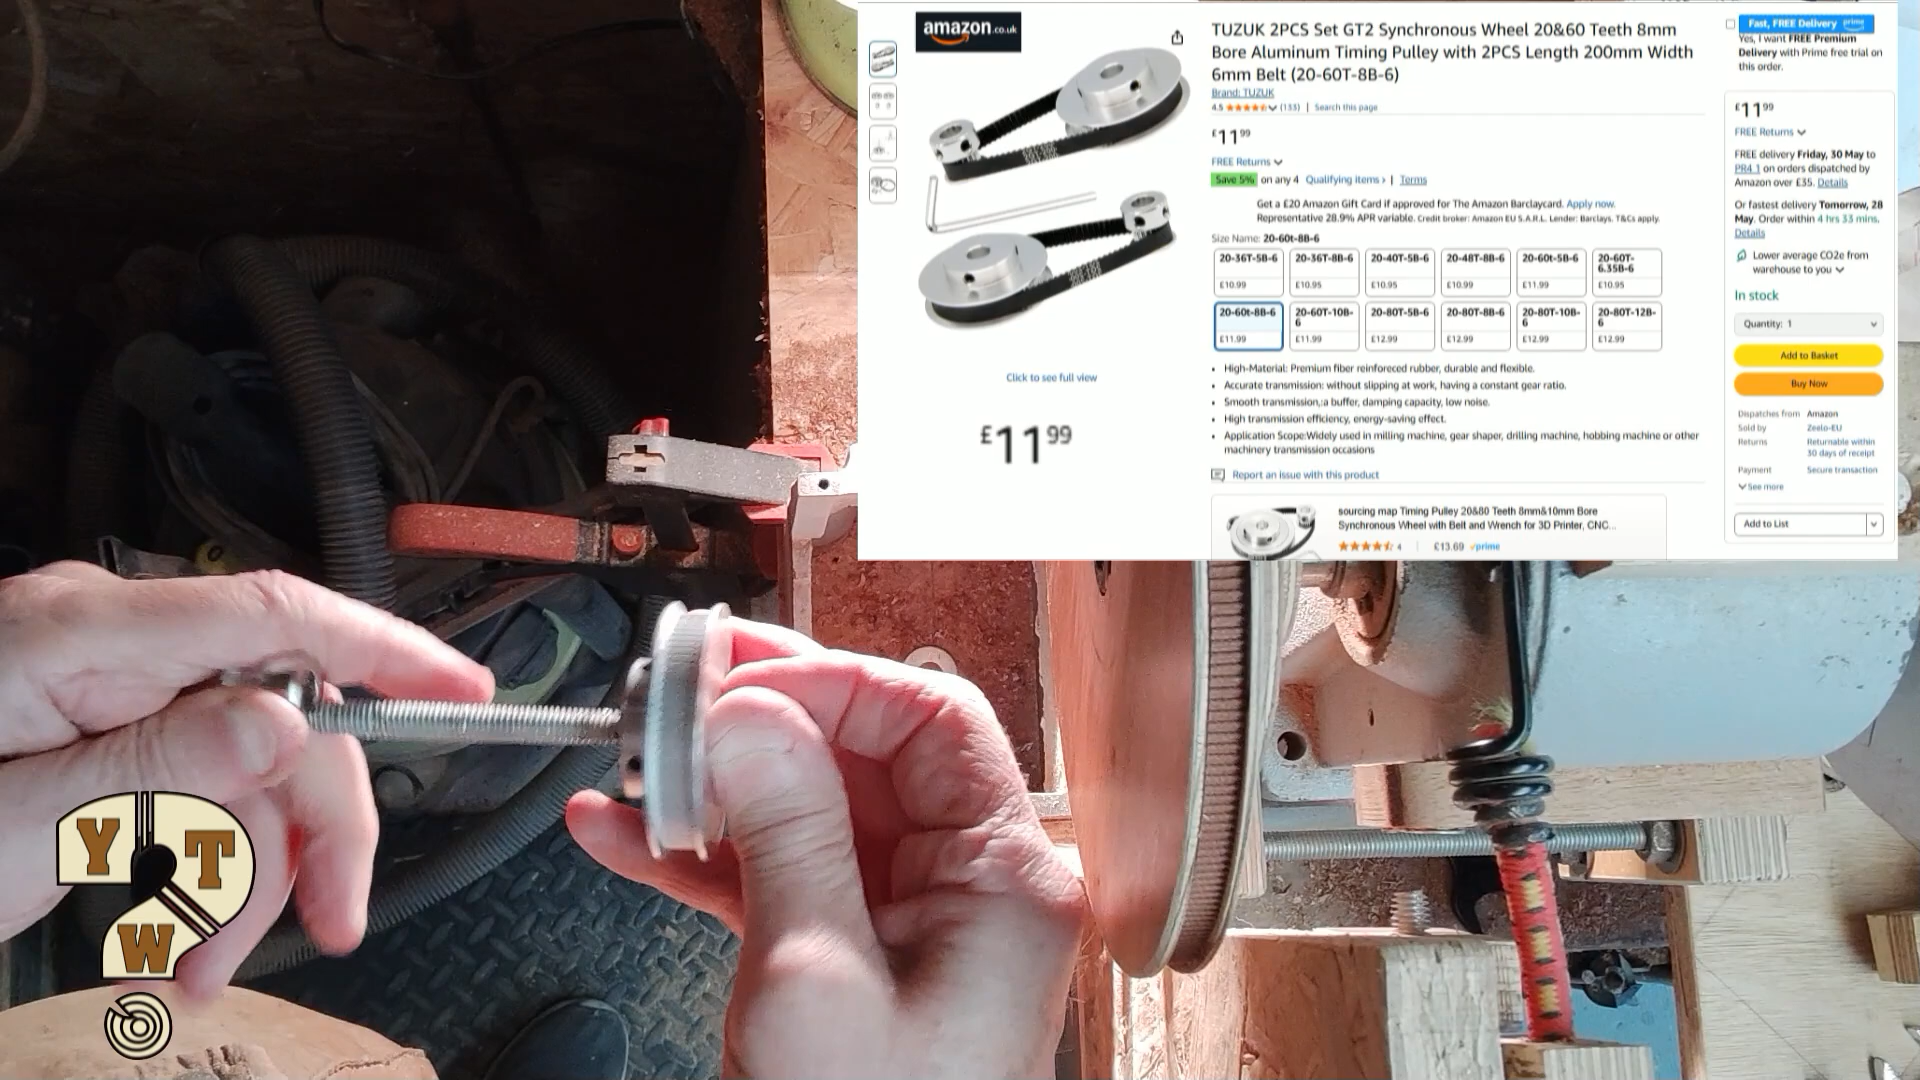 amazon.co.uk
TUZUK 2PCS Set GT2 Synchronous Wheel 20&60 Teeth 8mm
Bore Aluminum Timing Pulley with 2PCS Length 200mm Width
6mm Belt (20-60T-8B-6)
Brand: TUZUK
4.5 (133) | Search this page
£11.99
FREE Returns
Save 5% on any 4 Qualifying items | Terms
Get a £20 Amazon Gift Card if approved for The Amazon Barclaycard. Apply now.
Representative 28.9% APR variable. Credit broker: Amazon EU S.A.R.L. Lender: Barclays. T&Cs apply.
Size Name: 20-60t-8B-6
20-36T-5B-6 20-36T-8B-6 20-40T-5B-6 20-48T-8B-6 20-60t-5B-6 20-60T-
6.35B-6
£10.99 £10.95 £10.95 £10.99 £11.99 £10.95
20-60t-8B-6 20-60T-10B- 20-80T-5B-6 20-80T-8B-6 20-80T-10B- 20-80T-12B-
6 6 6
£11.99 £11.99 £12.99 £12.99 £12.99 £12.99
High-Material: Premium fiber reinforeced rubber, durable and flexible.
Accurate transmission: without slipping at work, having a constant gear ratio.
Smooth transmission,:a buffer, damping capacity, low noise.
High transmission efficiency, energy-saving effect.
Application Scope:Widely used in milling machine, gear shaper, drilling machine, hobbing machine or other
machinery transmission occasions
Report an issue with this product
sourcing map Timing Pulley 20&80 Teeth 8mm&10mm Bore
Synchronous Wheel with Belt and Wrench for 3D Printer, CNC...
4 | £13.69 prime
Click to see full view
£11.99
Fast, FREE Delivery prime
Yes, I want FREE Premium
Delivery with Prime free trial on
this order.
£11.99
FREE Returns
FREE delivery Friday, 30 May to
PR4 1 on orders dispatched by
Amazon over £35. Details
Or fastest delivery Tomorrow, 28
May. Order within 4 hrs 33 mins.
Details
Lower average CO2e from
warehouse to you
In stock
Quantity: 1
Add to Basket
Buy Now
Dispatches from Amazon
Sold by Zeelo-EU
Returns Returnable within
30 days of receipt
Payment Secure transaction
See more
Add to List
Y T
W